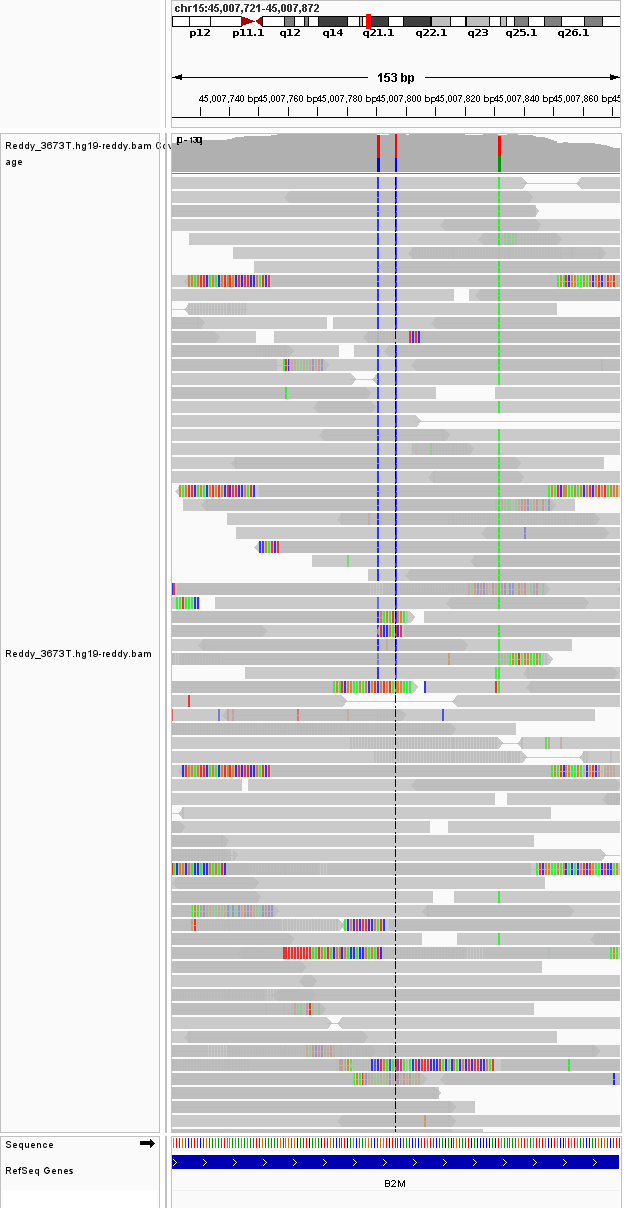 chr15:45,007,721-45,007,872
p12 p11.1 q12 q14 q21.1 q22.1 q23 q25.1 q26.1
153 bp
45,007,740 bp 45,007,760 bp 45,007,780 bp 45,007,800 bp 45,007,820 bp 45,007,840 bp 45,007,860 bp
Reddy_3673T.hg19-reddy.bam Cov
age
[0 - 130]
Reddy_3673T.hg19-reddy.bam
Sequence
RefSeq Genes
B2M